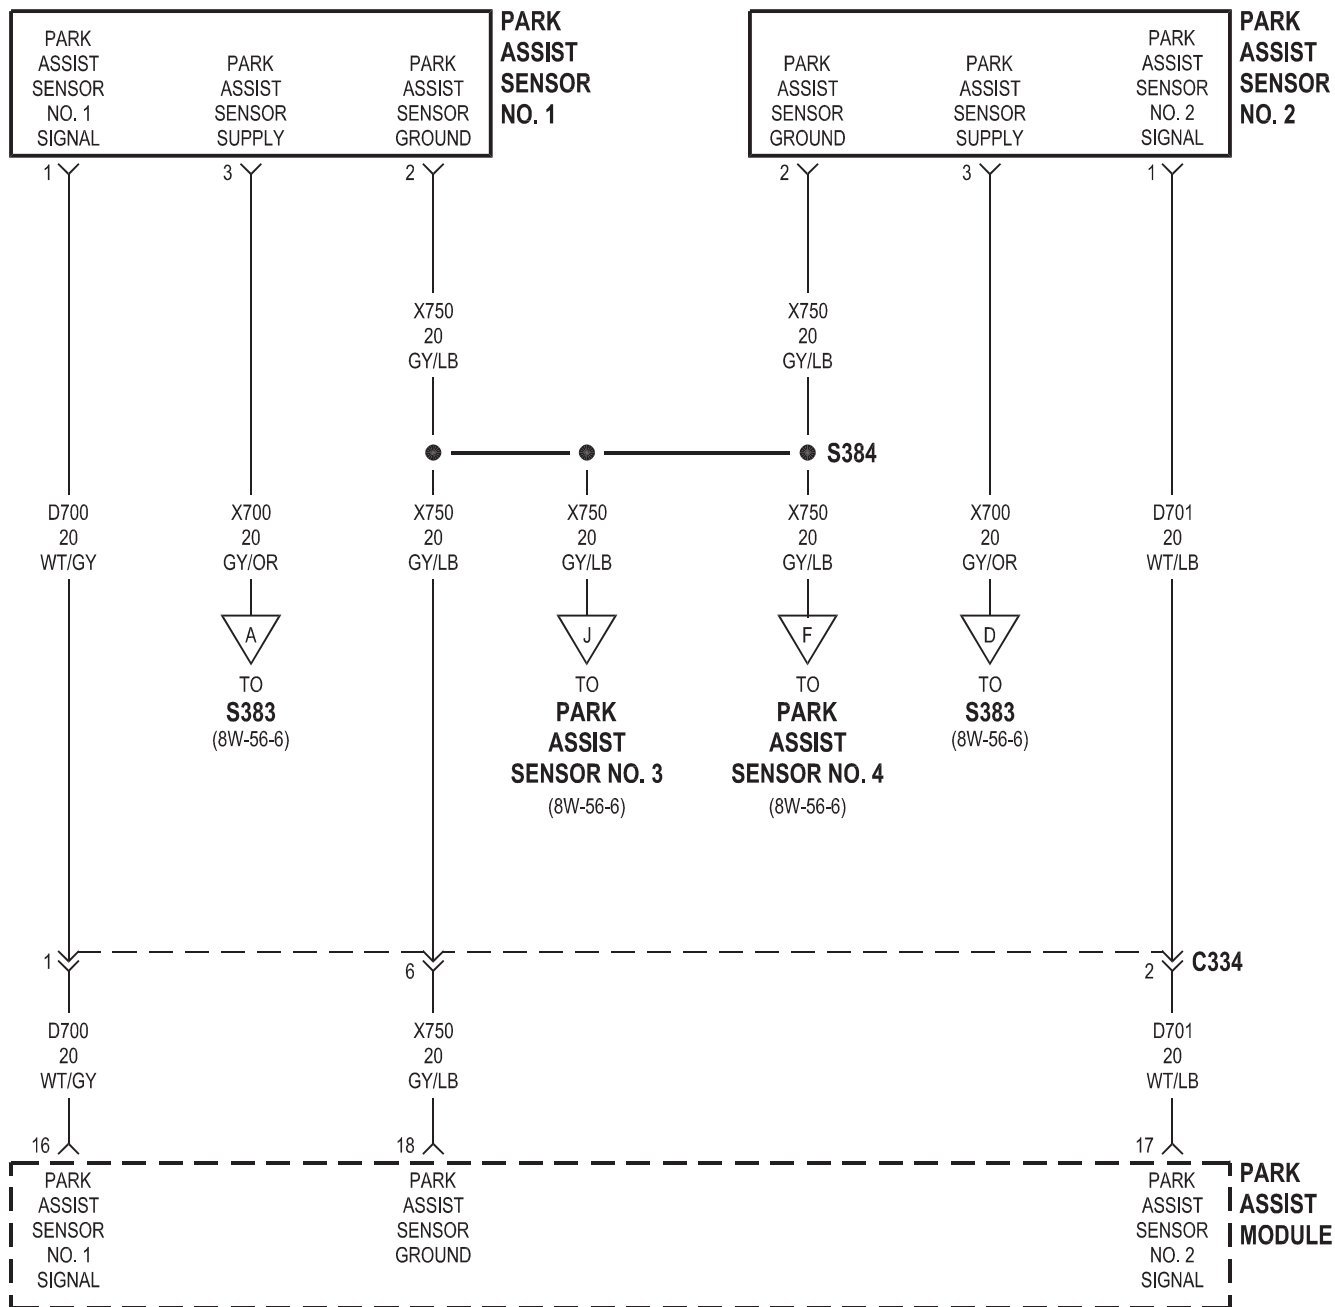 PARK
ASSIST
SENSOR
NO. 1
SIGNAL
PARK
ASSIST
SENSOR
SUPPLY
PARK
ASSIST
SENSOR
GROUND
PARK
ASSIST
SENSOR
NO. 1
PARK
ASSIST
SENSOR
GROUND
PARK
ASSIST
SENSOR
SUPPLY
PARK
ASSIST
SENSOR
NO. 2
SIGNAL
PARK
ASSIST
SENSOR
NO. 2
1
3
2
2
3
1
X750
20
GY/LB
X750
20
GY/LB
S384
D700
20
WT/GY
X700
20
GY/OR
X750
20
GY/LB
X750
20
GY/LB
X750
20
GY/LB
X700
20
GY/OR
D701
20
WT/LB
A
TO
S383
(8W-56-6)
J
TO
PARK
ASSIST
SENSOR NO. 3
(8W-56-6)
F
TO
PARK
ASSIST
SENSOR NO. 4
(8W-56-6)
D
TO
S383
(8W-56-6)
1
6
2
C334
D700
20
WT/GY
X750
20
GY/LB
D701
20
WT/LB
16
18
17
PARK
ASSIST
SENSOR
NO. 1
SIGNAL
PARK
ASSIST
SENSOR
GROUND
PARK
ASSIST
SENSOR
NO. 2
SIGNAL
PARK
ASSIST
MODULE